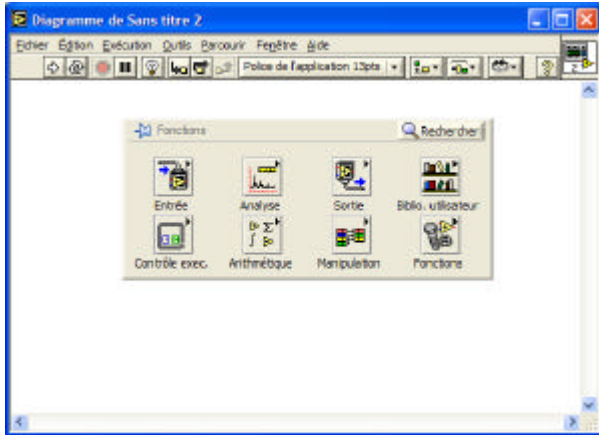 Diagramme de Sans titre 2
Fichier Édition Exécution Outils Parcourir Fenêtre Aide
Police de l'application 13pts
2
Fonctions
Rechercher
Entrée Analyse Sortie Biblio. utilisateur
Contrôle exec. Arithmétique Manipulation Fonctions